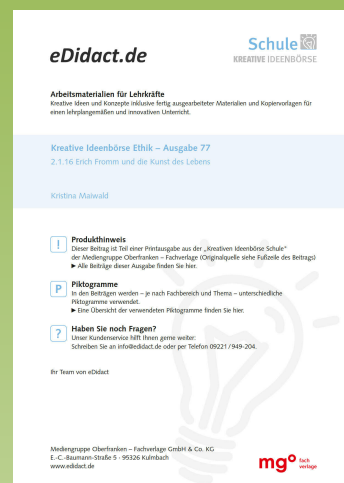 eDidact.de
Schule
KREATIVE IDEENBÖRSE
Arbeitsmaterialien für Lehrkräfte
Kreative Ideen und Konzepte inklusive fertig ausgearbeiteter Materialien und Kopiervorlagen für
einen lehrplangemäßen und innovativen Unterricht.
Kreative Ideenbörse Ethik – Ausgabe 77
2.1.16 Erich Fromm und die Kunst des Lebens
Kristina Maiwald
!
Produkthinweis
Dieser Beitrag ist Teil einer Printausgabe aus der „Kreativen Ideenbörse Schule“
der Mediengruppe Oberfranken – Fachverlage (Originalquelle siehe Fußzeile des Beitrags)
► Alle Beiträge dieser Ausgabe finden Sie hier.
P
Piktogramme
In den Beiträgen werden – je nach Fachbereich und Thema – unterschiedliche
Piktogramme verwendet.
► Eine Übersicht der verwendeten Piktogramme finden Sie hier.
?
Haben Sie noch Fragen?
Unser Kundenservice hilft Ihnen gerne weiter:
Schreiben Sie an info@edidact.de oder per Telefon 09221/949-204.
Ihr Team von eDidact
Mediengruppe Oberfranken – Fachverlage GmbH & Co. KG
E.-C.-Baumann-Straße 5 · 95326 Kulmbach
www.edidact.de
mgo fach
verlage